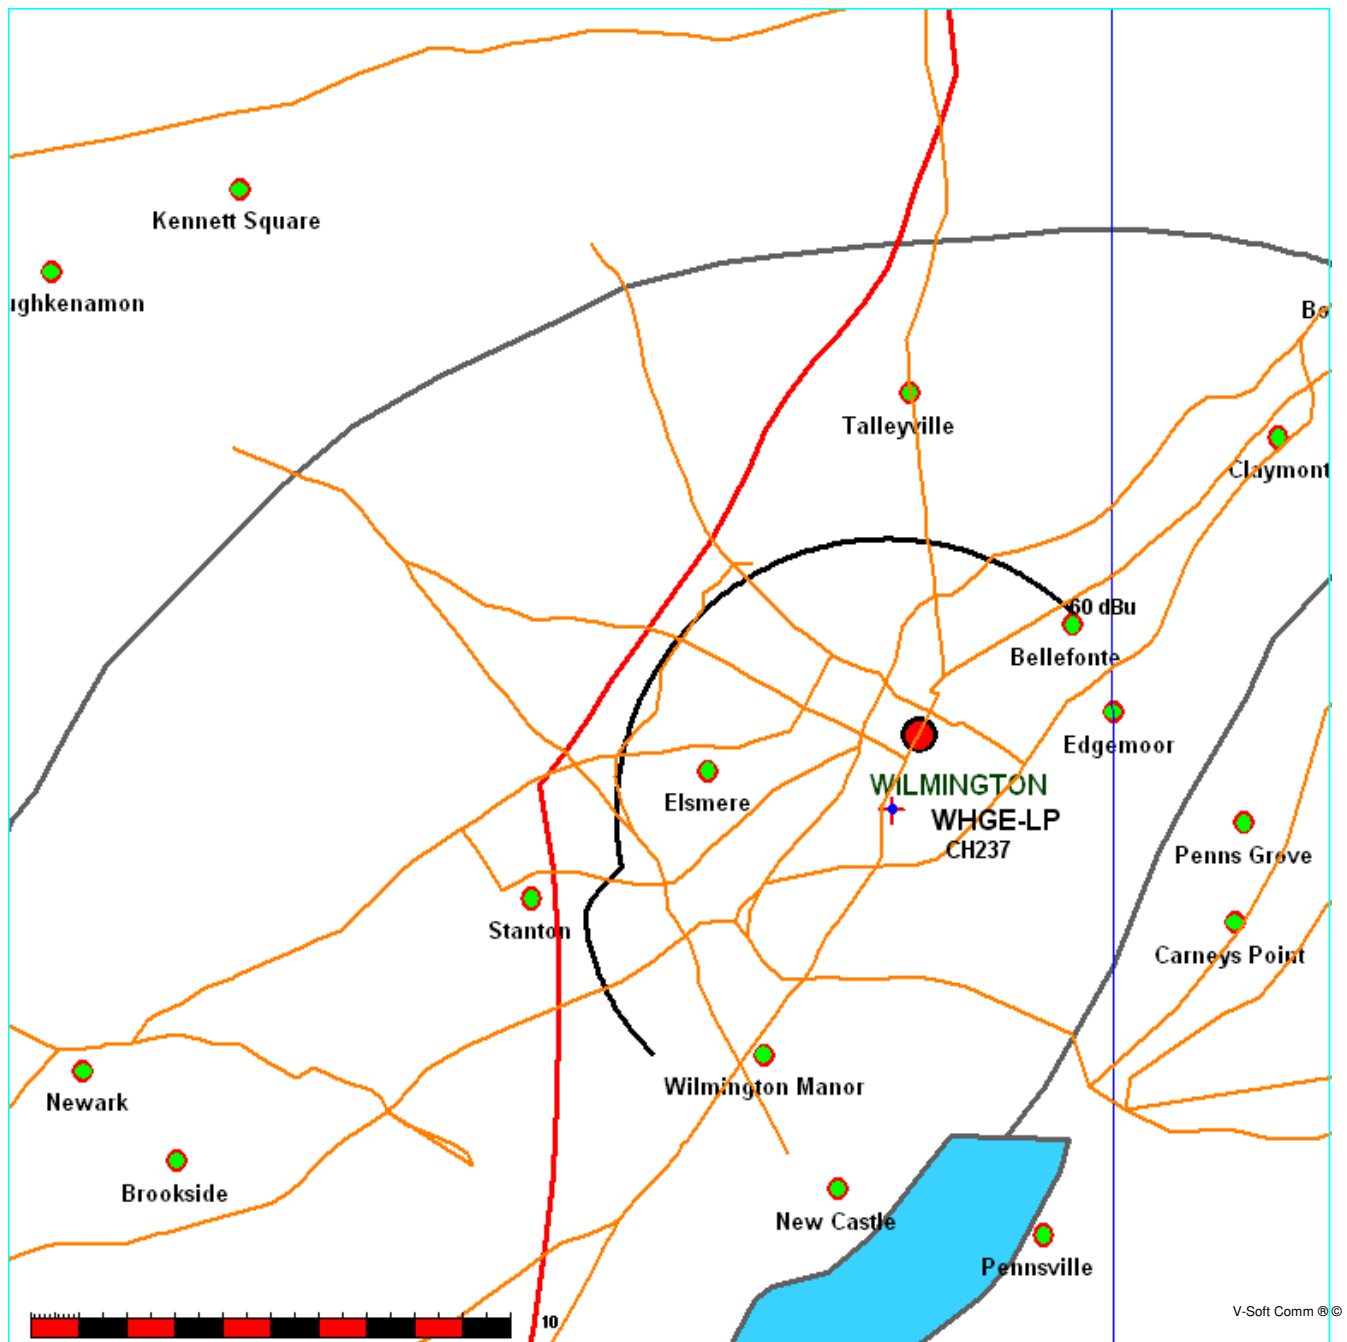 Kennett Square
ughkenamon
Bo
Talleyville
Claymont
60 dBu
Bellefonte
Edgemoor
WILMINGTON
Elsmere
WHGE-LP
CH237
Penns Grove
Stanton
Carneys Point
Wilmington Manor
Newark
Brookside
New Castle
Pennsville
10
V-Soft Comm ® ©